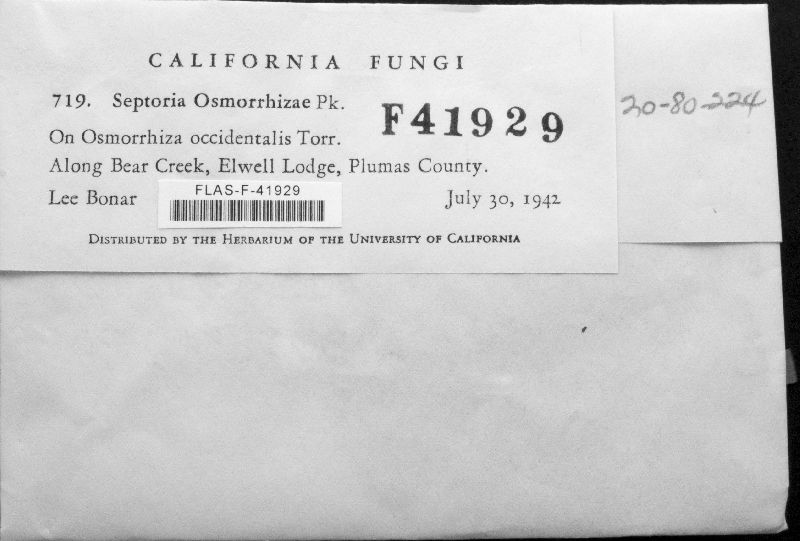 CALIFORNIA FUNGI
719. Septoria Osmorrhizae Pk.
F41929
On Osmorrhiza occidentalis Torr.
Along Bear Creek, Elwell Lodge, Plumas County.
Lee Bonar
FLAS-F-41929
July 30, 1942
DISTRIBUTED BY THE HERBARIUM OF THE UNIVERSITY OF CALIFORNIA
20-80-224